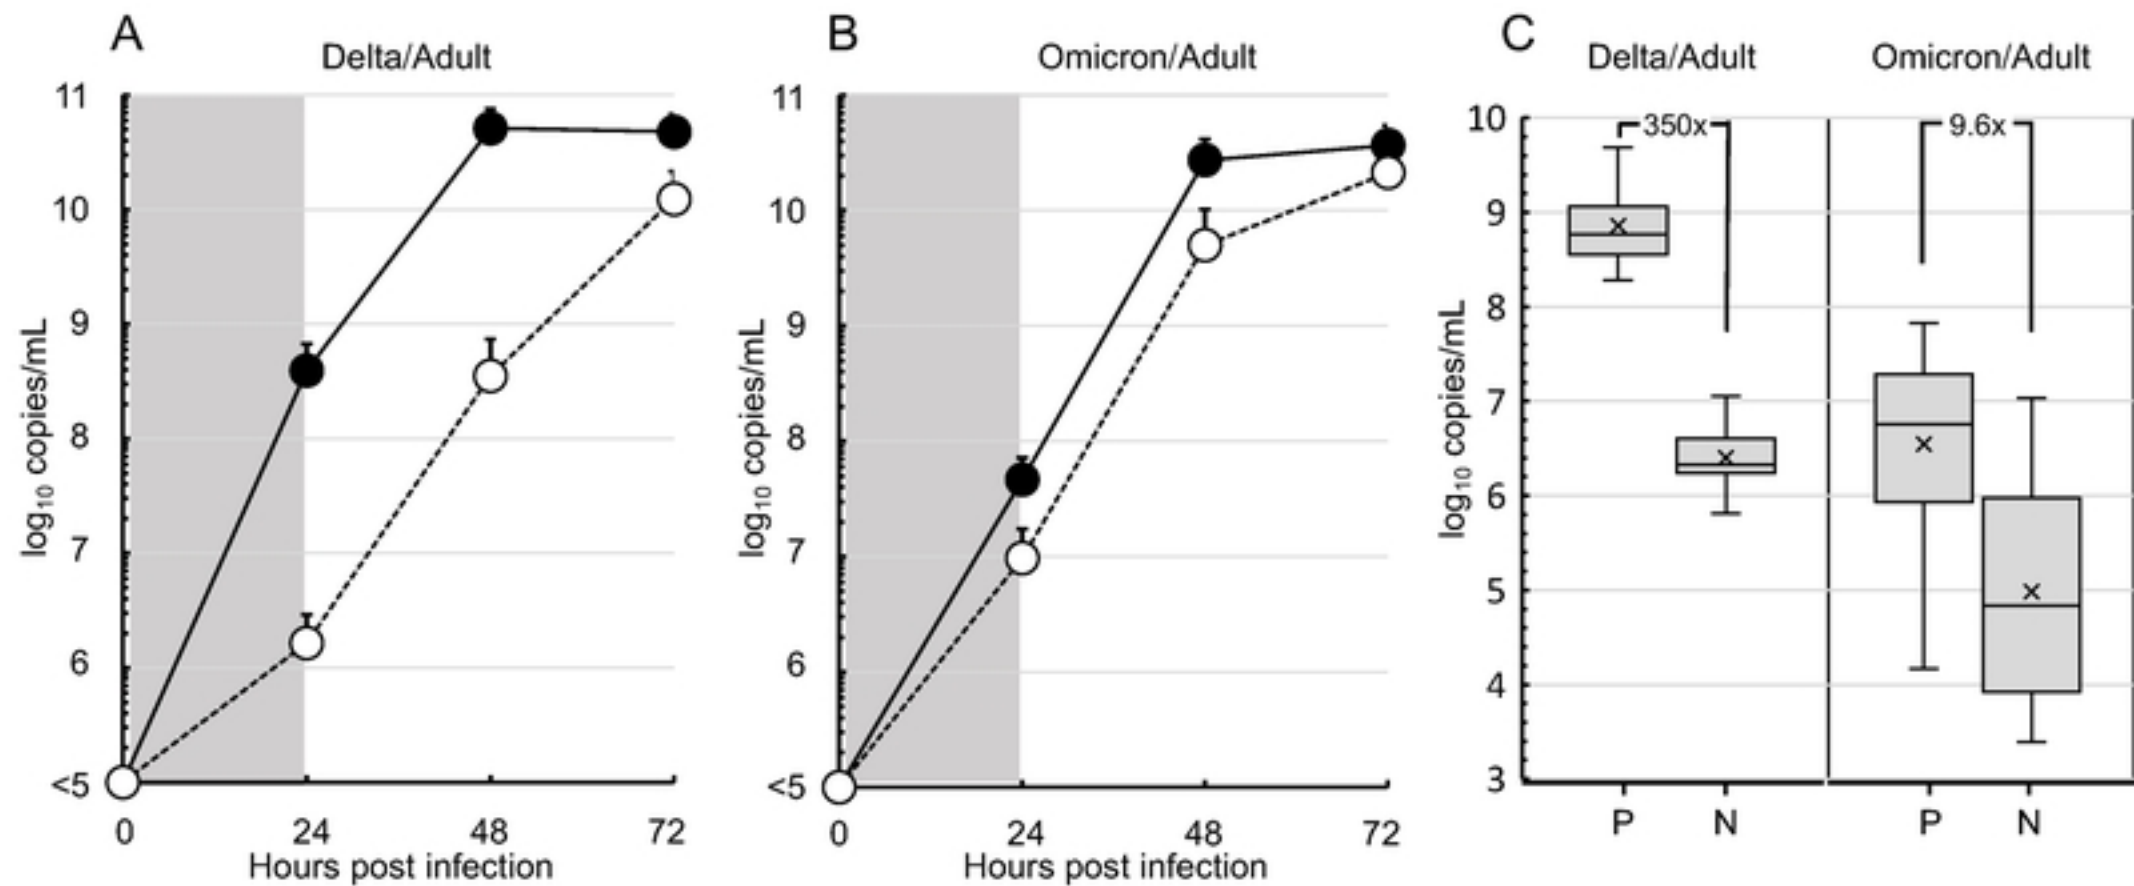 A
Delta/Adult
11
10
9
8
7
6
<5
log₁₀ copies/mL
0 24 48 72
Hours post infection
B
Omicron/Adult
11
10
9
8
7
6
<5
log₁₀ copies/mL
0 24 48 72
Hours post infection
C
Delta/Adult Omicron/Adult
350x 9.6x
10
9
8
7
6
5
4
3
log₁₀ copies/mL
P N P N